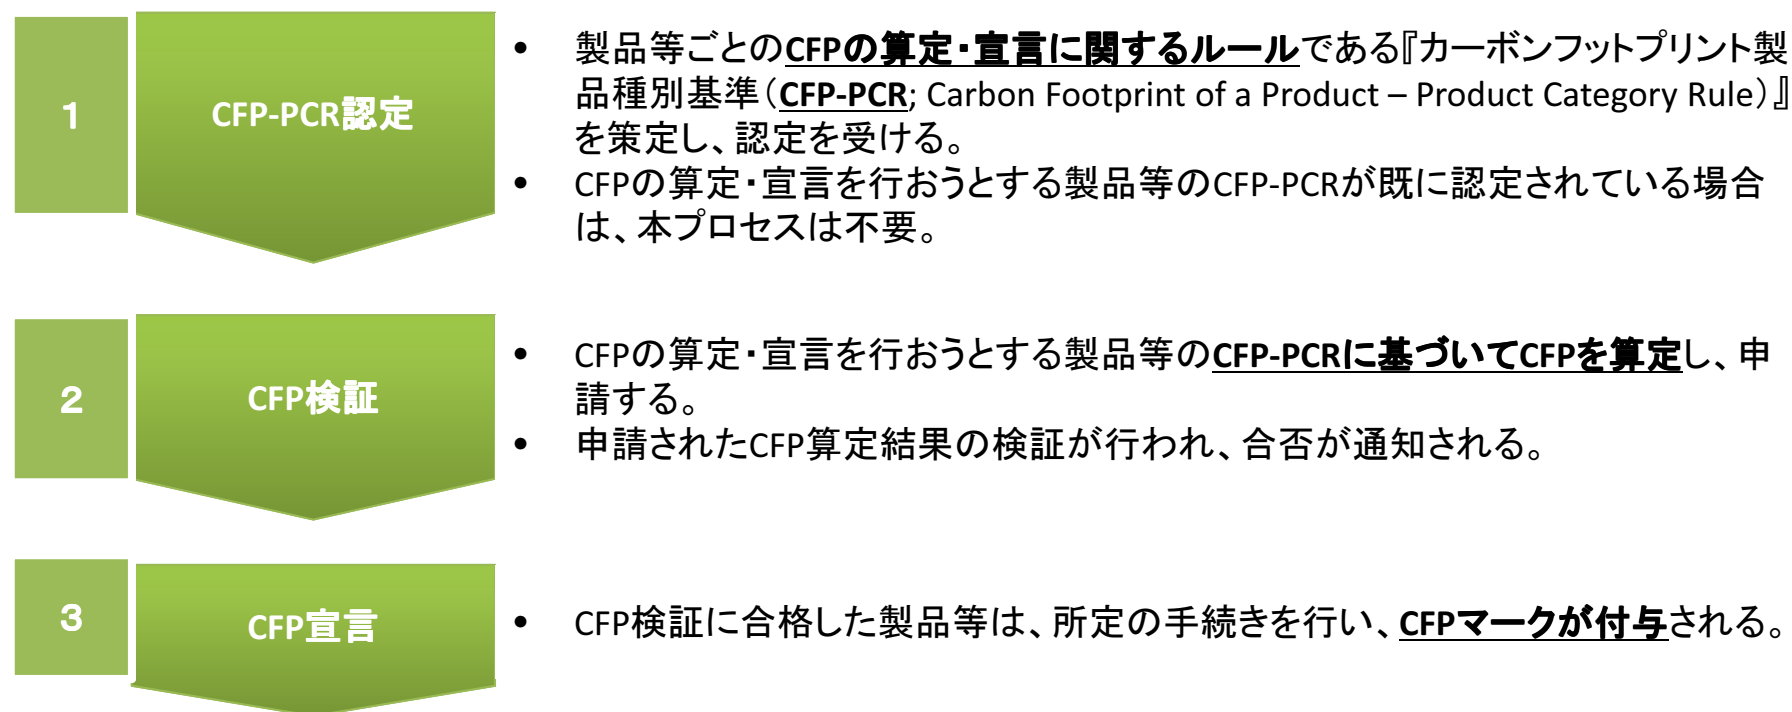 1
CFP-PCR認定
• 製品等ごとのCFPの算定・宣言に関するルールである『カーボンフットプリント製
品種別基準（CFP-PCR; Carbon Footprint of a Product – Product Category Rule）』
を策定し、認定を受ける。
• CFPの算定・宣言を行おうとする製品等のCFP-PCRが既に認定されている場合
は、本プロセスは不要。
2
CFP検証
• CFPの算定・宣言を行おうとする製品等のCFP-PCRに基づいてCFPを算定し、申
請する。
• 申請されたCFP算定結果の検証が行われ、合否が通知される。
3
CFP宣言
• CFP検証に合格した製品等は、所定の手続きを行い、CFPマークが付与される。